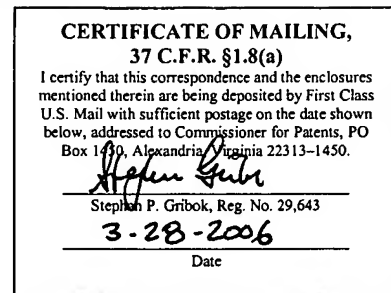 CERTIFICATE OF MAILING,
37 C.F.R. §1.8(a)
I certify that this correspondence and the enclosures
mentioned therein are being deposited by First Class
U.S. Mail with sufficient postage on the date shown
below, addressed to Commissioner for Patents, PO
Box 1450, Alexandria, Virginia 22313-1450.
Stephen P. Gribok, Reg. No. 29,643
3-28-2006
Date